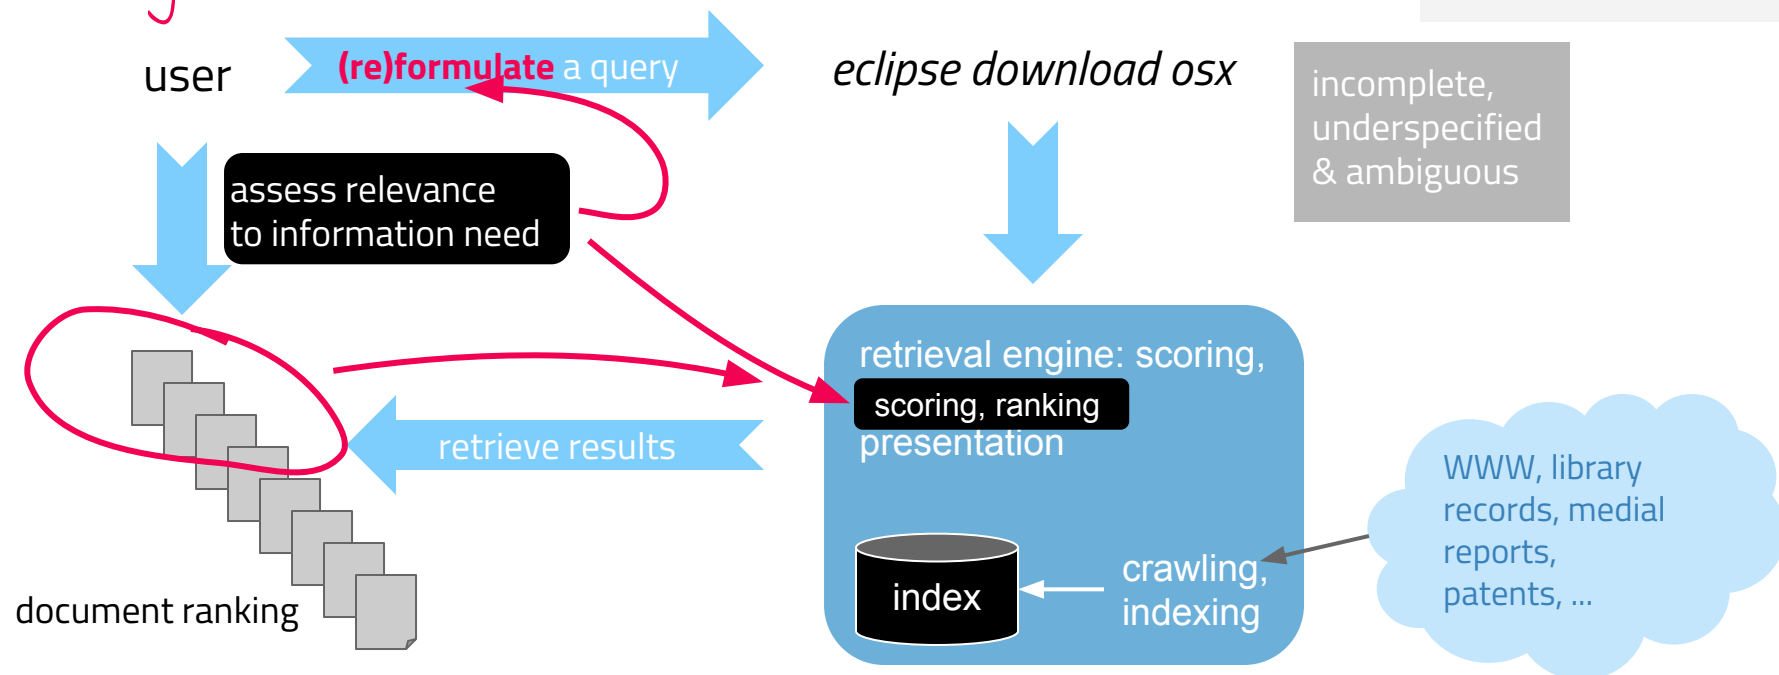 user
(re)formulate a query
eclipse download osx
incomplete,
underspecified
& ambiguous
assess relevance
to information need
retrieval engine: scoring,
scoring, ranking
presentation
retrieve results
WWW, library
records, medial
reports,
patents, ...
index
crawling,
indexing
document ranking